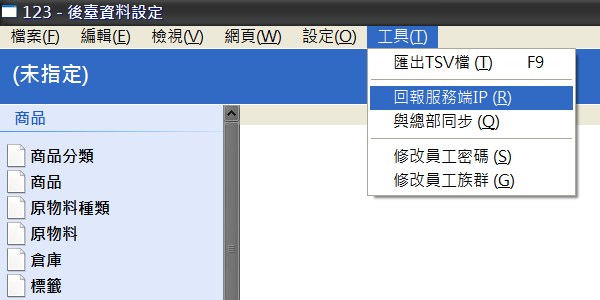 123 - 後臺資料設定
檔案(F) 編輯(E) 檢視(V) 網頁(W) 設定(O) 工具(T)
(未指定)
匯出TSV檔 (T) F9
回報服務端IP (R)
與總部同步 (Q)
修改員工密碼 (S)
修改員工族群 (G)
商品
商品分類
商品
原物料種類
原物料
倉庫
標籤